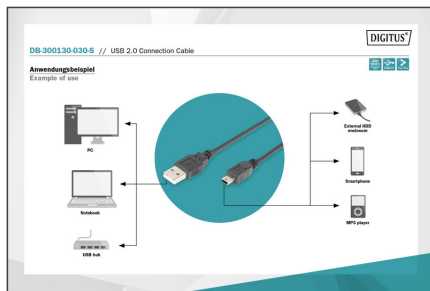 DIGITUS®
DB-300130-030-S // USB 2.0 Connection Cable
Anwendungsbeispiel
Example of use
PC
Notebook
USB hub
External HDD
enclosure
Smartphone
MP3 player